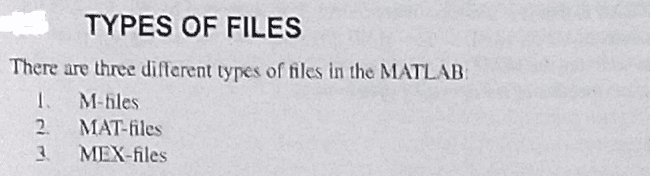 TYPES OF FILES
There are three different types of files in the MATLAB:
1. M-files
2. MAT-files
3. MEX-files